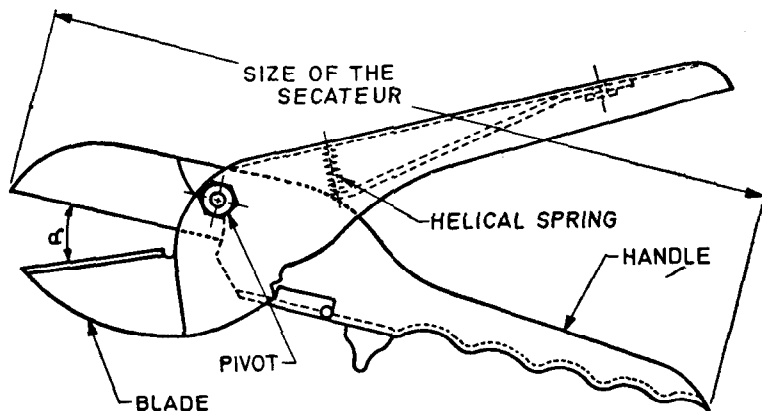 SIZE OF THE
SECATEUR
HELICAL SPRING
HANDLE
α
PIVOT
BLADE